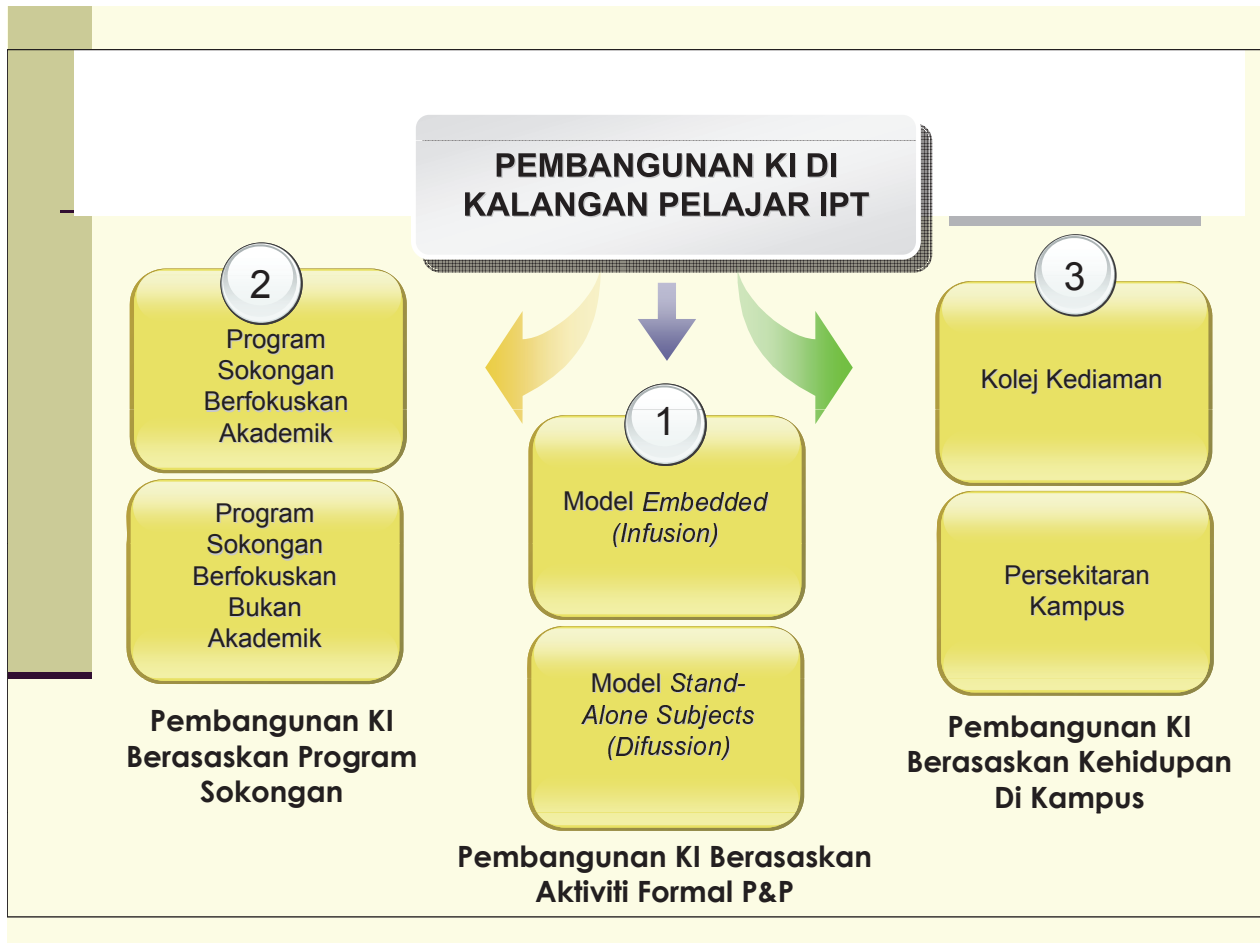 PEMBANGUNAN KI DI
KALANGAN PELAJAR IPT
2
Program
Sokongan
Berfokuskan
Akademik
Program
Sokongan
Berfokuskan
Bukan
Akademik
Pembangunan KI
Berasaskan Program
Sokongan
1
Model Embedded
(Infusion)
Model Stand-
Alone Subjects
(Difussion)
Pembangunan KI Berasaskan
Aktiviti Formal P&P
3
Kolej Kediaman
Persekitaran
Kampus
Pembangunan KI
Berasaskan Kehidupan
Di Kampus